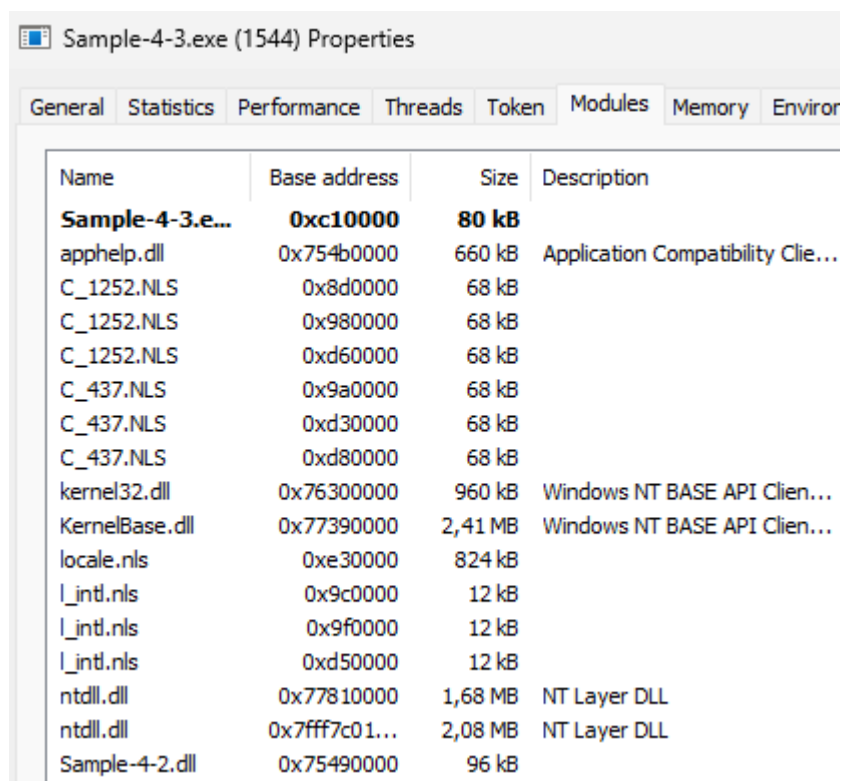 Sample-4-3.exe (1544) Properties
General Statistics Performance Threads Token Modules Memory Environ
Name Base address Size Description
Sample-4-3.e... 0xc10000 80 kB
apphelp.dll 0x754b0000 660 kB Application Compatibility Clie...
C_1252.NLS 0x8d0000 68 kB
C_1252.NLS 0x980000 68 kB
C_1252.NLS 0xd60000 68 kB
C_437.NLS 0x9a0000 68 kB
C_437.NLS 0xd30000 68 kB
C_437.NLS 0xd80000 68 kB
kernel32.dll 0x76300000 960 kB Windows NT BASE API Clien...
KernelBase.dll 0x77390000 2,41 MB Windows NT BASE API Clien...
locale.nls 0xe30000 824 kB
l_intl.nls 0x9c0000 12 kB
l_intl.nls 0x9f0000 12 kB
l_intl.nls 0xd50000 12 kB
ntdll.dll 0x77810000 1,68 MB NT Layer DLL
ntdll.dll 0x7fff7c01... 2,08 MB NT Layer DLL
Sample-4-2.dll 0x75490000 96 kB